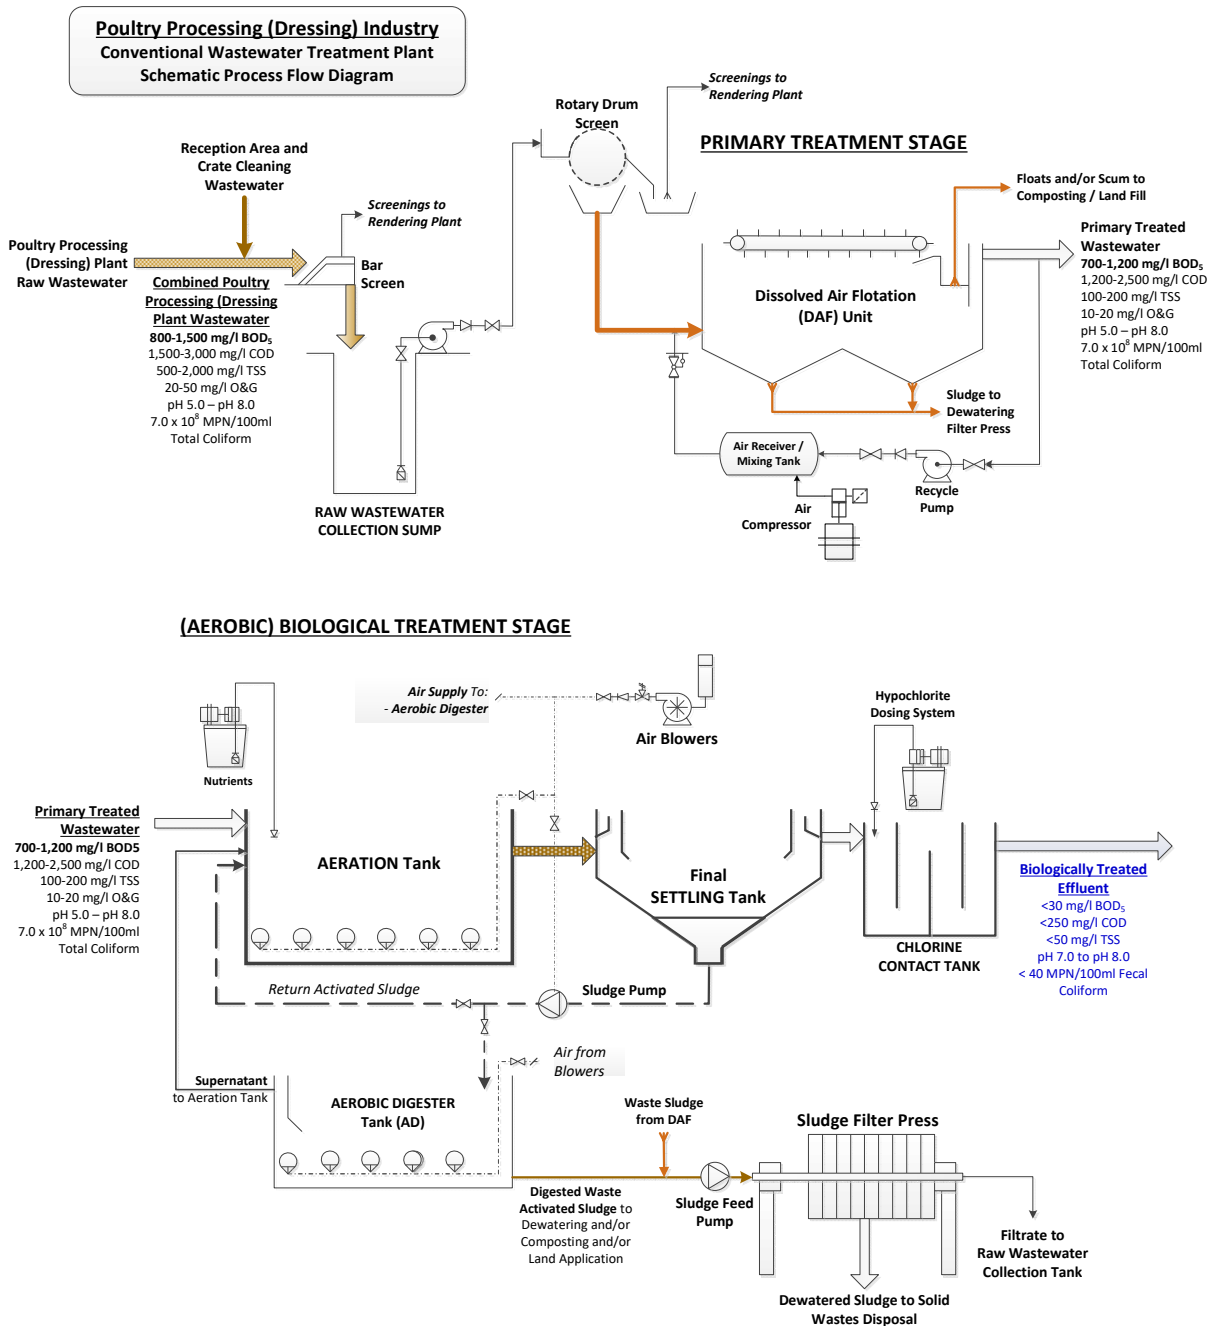 Poultry Processing (Dressing) Industry
Conventional Wastewater Treatment Plant
Schematic Process Flow Diagram
Reception Area and
Crate Cleaning
Wastewater
Screenings to
Rendering Plant
Poultry Processing
(Dressing) Plant
Raw Wastewater
Bar
Screen
Combined Poultry
Processing (Dressing
Plant Wastewater
800-1,500 mg/l BOD₅
1,500-3,000 mg/l COD
500-2,000 mg/l TSS
20-50 mg/l O&G
pH 5.0 – pH 8.0
7.0 x 10⁸ MPN/100ml
Total Coliform
RAW WASTEWATER
COLLECTION SUMP
Rotary Drum
Screen
Screenings to
Rendering Plant
PRIMARY TREATMENT STAGE
Floats and/or Scum to
Composting / Land Fill
Dissolved Air Flotation
(DAF) Unit
Primary Treated
Wastewater
700-1,200 mg/l BOD₅
1,200-2,500 mg/l COD
100-200 mg/l TSS
10-20 mg/l O&G
pH 5.0 – pH 8.0
7.0 x 10⁸ MPN/100ml
Total Coliform
Sludge to
Dewatering
Filter Press
Air Receiver /
Mixing Tank
Recycle
Pump
Air
Compressor
(AEROBIC) BIOLOGICAL TREATMENT STAGE
Air Supply To:
- Aerobic Digester
Air Blowers
Hypochlorite
Dosing System
Nutrients
Primary Treated
Wastewater
700-1,200 mg/l BOD5
1,200-2,500 mg/l COD
100-200 mg/l TSS
10-20 mg/l O&G
pH 5.0 – pH 8.0
7.0 x 10⁸ MPN/100ml
Total Coliform
AERATION Tank
Final
SETTLING Tank
CHLORINE
CONTACT TANK
Biologically Treated
Effluent
<30 mg/l BOD₅
<250 mg/l COD
<50 mg/l TSS
pH 7.0 to pH 8.0
< 40 MPN/100ml Fecal
Coliform
Return Activated Sludge
Sludge Pump
Air from
Blowers
Supernatant
to Aeration Tank
AEROBIC DIGESTER
Tank (AD)
Waste Sludge
from DAF
Sludge Filter Press
Digested Waste
Activated Sludge to
Dewatering and/or
Composting and/or
Land Application
Sludge Feed
Pump
Filtrate to
Raw Wastewater
Collection Tank
Dewatered Sludge to Solid
Wastes Disposal